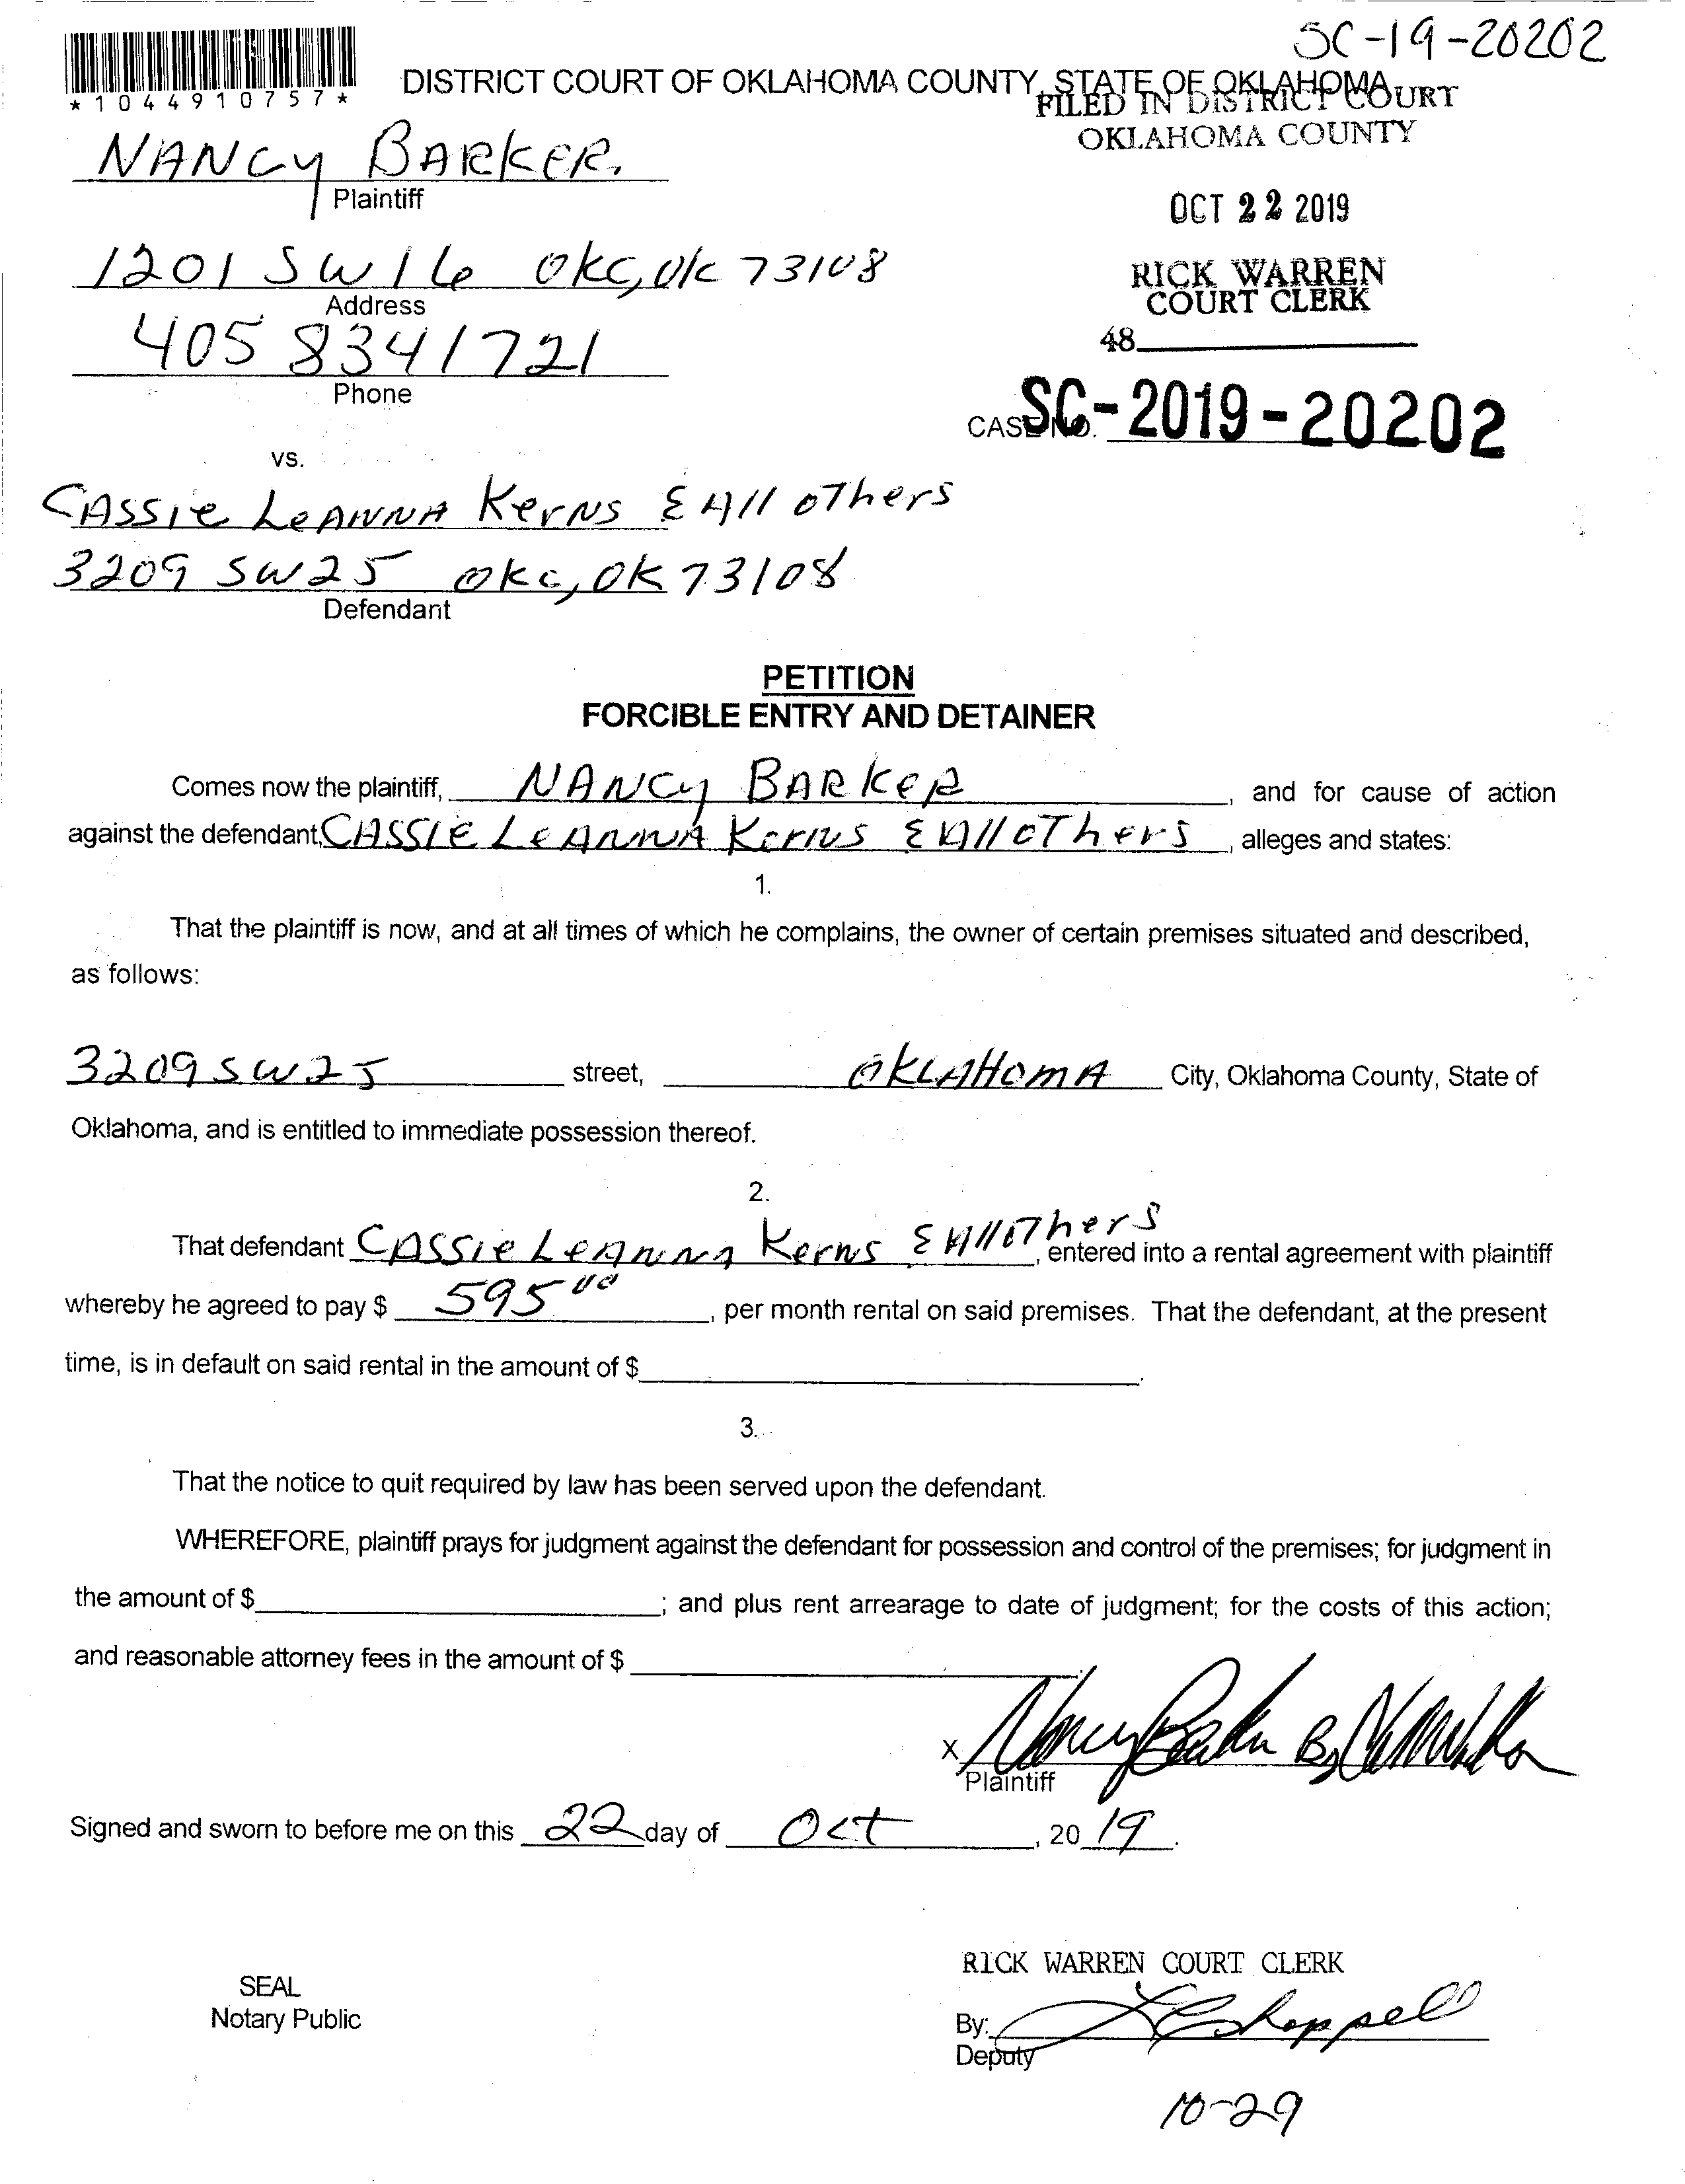 SC-19-20202
*1044910757*
DISTRICT COURT OF OKLAHOMA COUNTY, STATE OF OKLAHOMA
FILED IN DISTRICT COURT
OKLAHOMA COUNTY
NANCY BARKER.
Plaintiff
OCT 22 2019
1201 SW 16 OKC, OK 73108
Address
RICK WARREN
COURT CLERK
405 834 1721
Phone
48
CASE NO. SC-2019-20202
vs.
CASSIE LEANNA KERNS & All oThers
3209 SW 25 OKC, OK 73108
Defendant
PETITION
FORCIBLE ENTRY AND DETAINER
Comes now the plaintiff, NANCY BARKER, and for cause of action
against the defendant, CASSIE LEANNA Kerns & All oThers, alleges and states:
1.
That the plaintiff is now, and at all times of which he complains, the owner of certain premises situated and described,
as follows:
3209 SW 25 street, OKLAHOMA City, Oklahoma County, State of
Oklahoma, and is entitled to immediate possession thereof.
2.
That defendant CASSIE LEANNA Kerns & All oThers, entered into a rental agreement with plaintiff
whereby he agreed to pay $ 595 00, per month rental on said premises. That the defendant, at the present
time, is in default on said rental in the amount of $ .
3.
That the notice to quit required by law has been served upon the defendant.
WHEREFORE, plaintiff prays for judgment against the defendant for possession and control of the premises; for judgment in
the amount of $ ; and plus rent arrearage to date of judgment; for the costs of this action;
and reasonable attorney fees in the amount of $ .
X Nancy Barker By
Plaintiff
Signed and sworn to before me on this 22 day of Oct, 20 19.
RICK WARREN COURT CLERK
SEAL
Notary Public
By: Chappell
Deputy
10-29